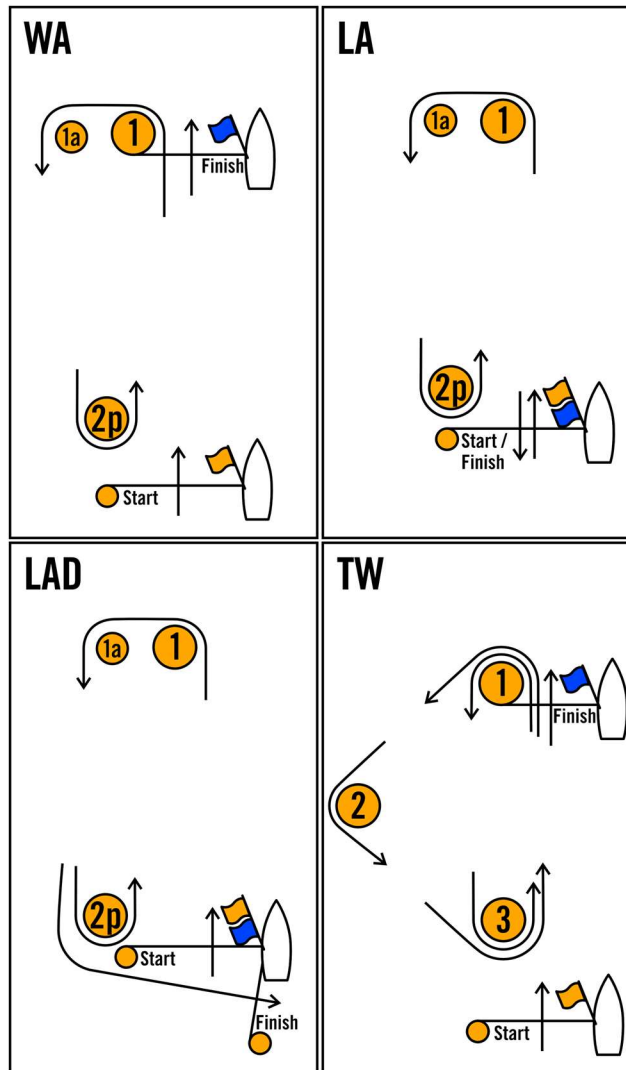 WA
1a
1
Finish
2p
Start
LA
1a
1
2p
Start /
Finish
LAD
1a
1
2p
Start
Finish
TW
1
Finish
2
3
Start